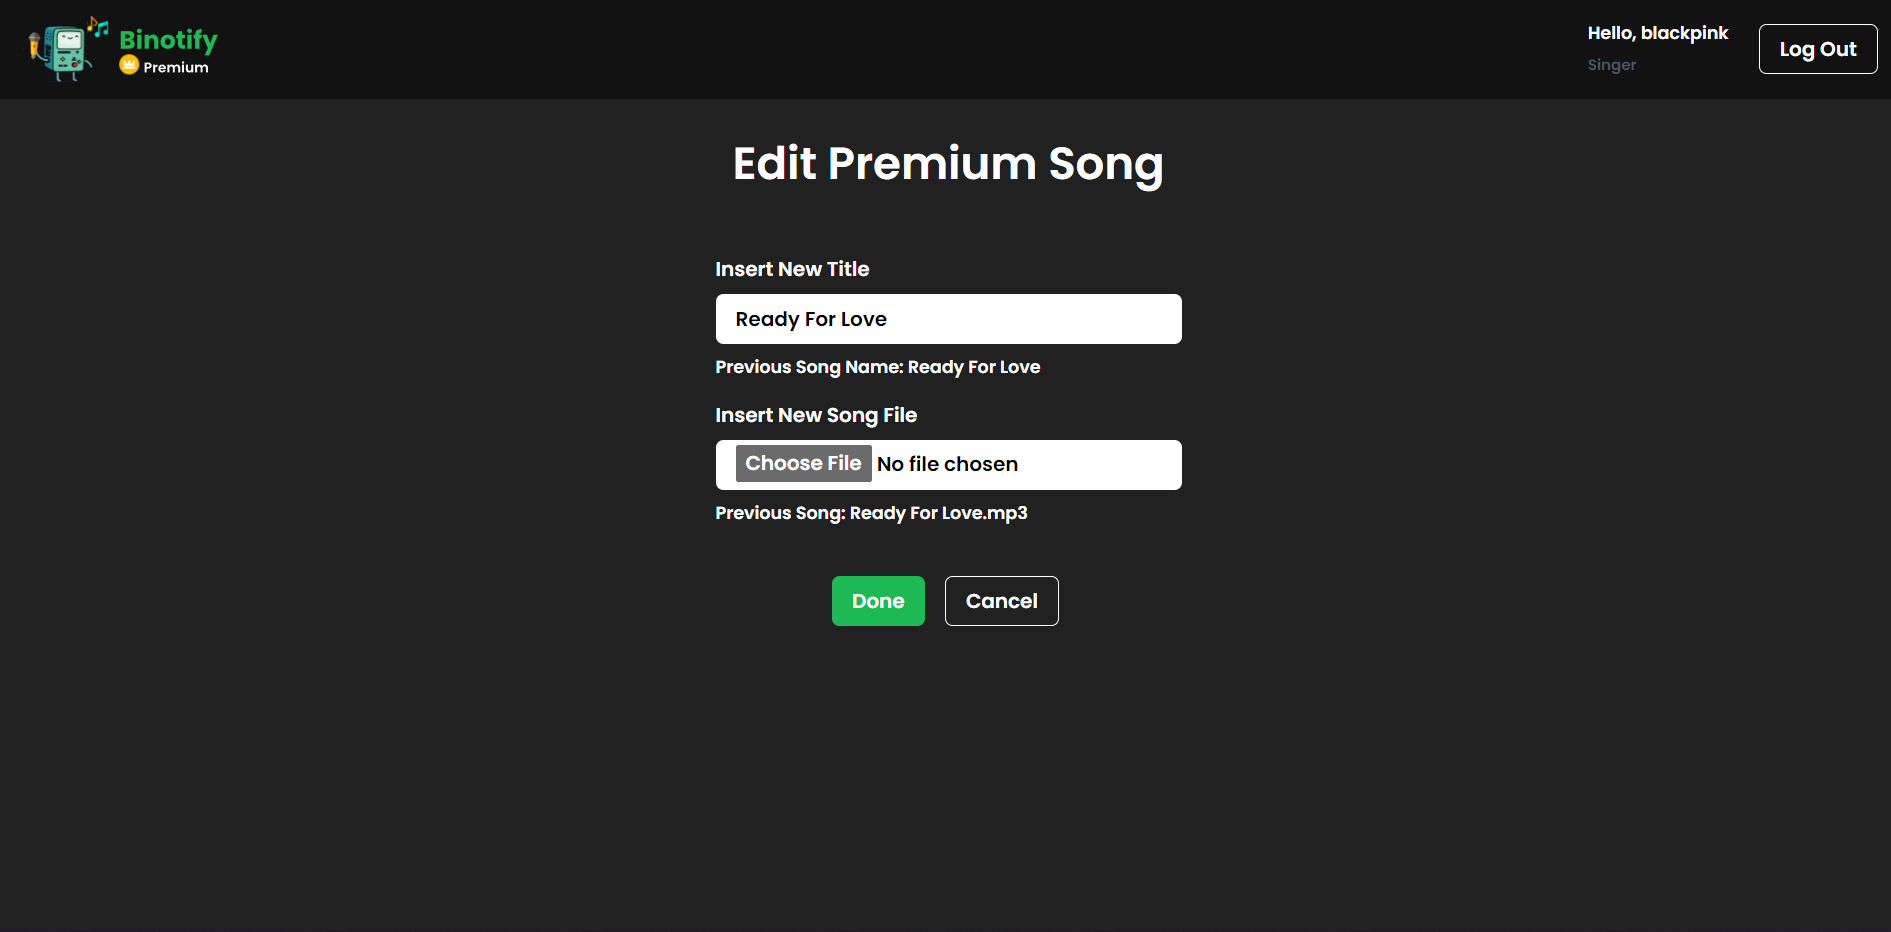 Binotify
Premium
Hello, blackpink
Singer
Log Out
Edit Premium Song
Insert New Title
Ready For Love
Previous Song Name: Ready For Love
Insert New Song File
Choose File No file chosen
Previous Song: Ready For Love.mp3
Done
Cancel